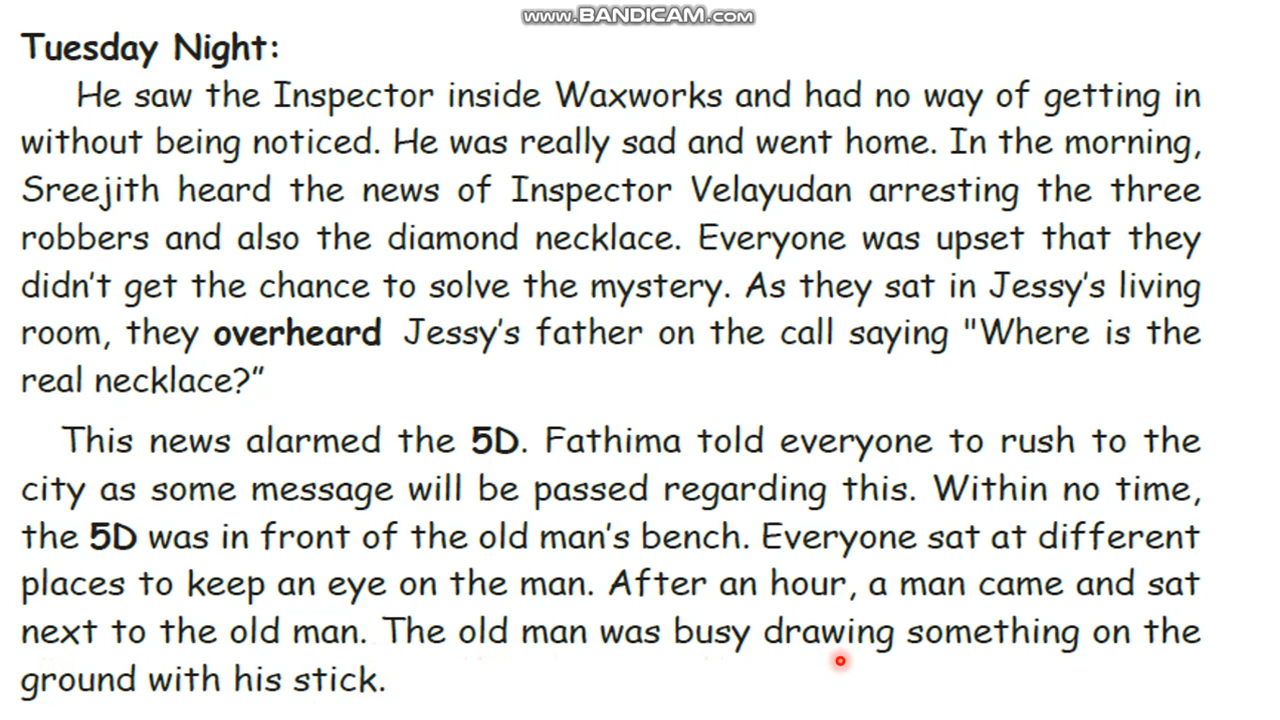 www.BANDICAM.com
Tuesday Night:
He saw the Inspector inside Waxworks and had no way of getting in
without being noticed. He was really sad and went home. In the morning,
Sreejith heard the news of Inspector Velayudan arresting the three
robbers and also the diamond necklace. Everyone was upset that they
didn't get the chance to solve the mystery. As they sat in Jessy's living
room, they overheard Jessy's father on the call saying "Where is the
real necklace?"
This news alarmed the 5D. Fathima told everyone to rush to the
city as some message will be passed regarding this. Within no time,
the 5D was in front of the old man's bench. Everyone sat at different
places to keep an eye on the man. After an hour, a man came and sat
next to the old man. The old man was busy drawing something on the
ground with his stick.